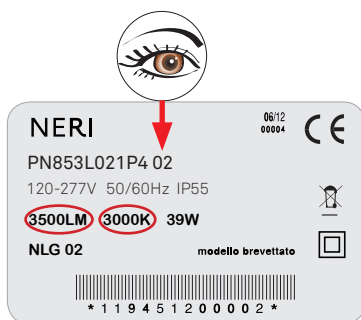 NERI
06/12
00004
CE
PN853L021P4 02
120-277V 50/60Hz IP55
3500LM 3000K 39W
NLG 02
modello brevettato
*119451200002*